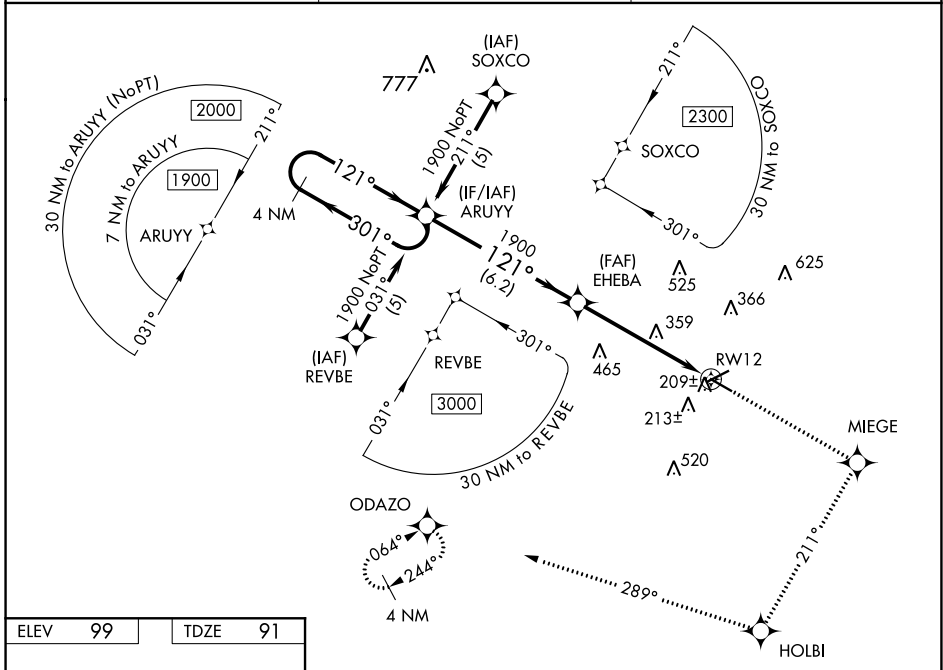 (IAF)
SOXCO
777
211°
2300
SOXCO
30 NM to SOXCO
301°
30 NM to ARUYY (NoPT)
2000
211°
7 NM to ARUYY
1900
ARUYY
031°
1900 NoPT
211°
(5)
121°
4 NM
301°
(IF/IAF)
ARUYY
1900
121°
(6.2)
(FAF)
EHEBA
625
525
366
359
1900 NoPT
031°
(5)
(IAF)
REVBE
301°
REVBE
031°
3000
30 NM to REVBE
465
RW12
209±
213±
520
MIEGE
ODAZO
064°
244°
4 NM
211°
289°
HOLBI
ELEV 99
TDZE 91